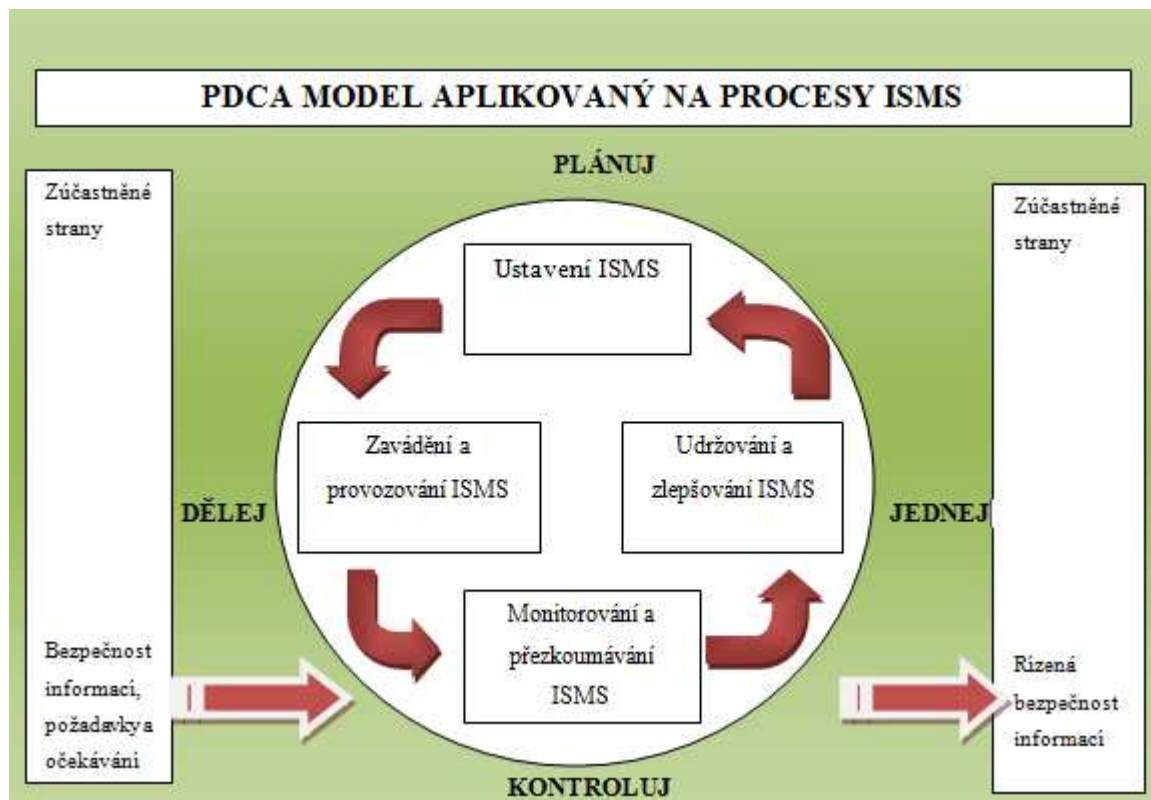 PDCA MODEL APLIKOVANÝ NA PROCESY ISMS
PLÁNUJ
Zúčastněné
strany
Bezpečnost
informací,
požadavky a
očekávání
Ustavení ISMS
Zavádění a
provozování ISMS
DĚLEJ
Udržování a
zlepšování ISMS
JEDNEJ
Monitorování a
přezkoumávání
ISMS
KONTROLUJ
Zúčastněné
strany
Řízená
bezpečnost
informací